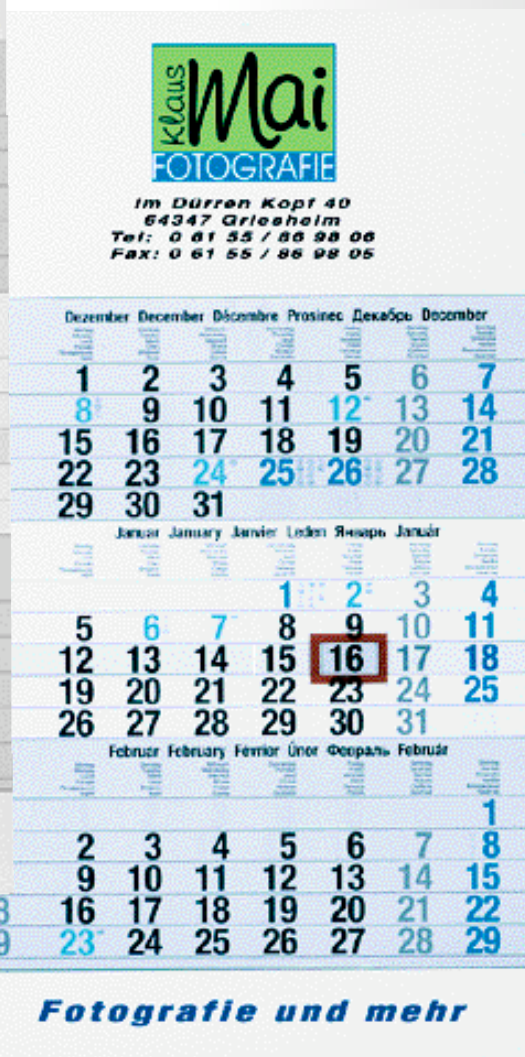 klaus
Mai
FOTOGRAFIE
Im Dürren Kopf 40
64347 Griesheim
Tel: 0 61 55 / 86 98 06
Fax: 0 61 55 / 86 98 05
Dezember December Décembre Prosinec Декабрь December
1 2 3 4 5 6 7
8 9 10 11 12 13 14
15 16 17 18 19 20 21
22 23 24 25 26 27 28
29 30 31
Januar January Janvier Leden Январь Január
1 2 3 4
5 6 7 8 9 10 11
12 13 14 15 16 17 18
19 20 21 22 23 24 25
26 27 28 29 30 31
Februar February Février Únor Февраль Február
1
2 3 4 5 6 7 8
9 10 11 12 13 14 15
16 17 18 19 20 21 22
23 24 25 26 27 28 29
Fotografie und mehr